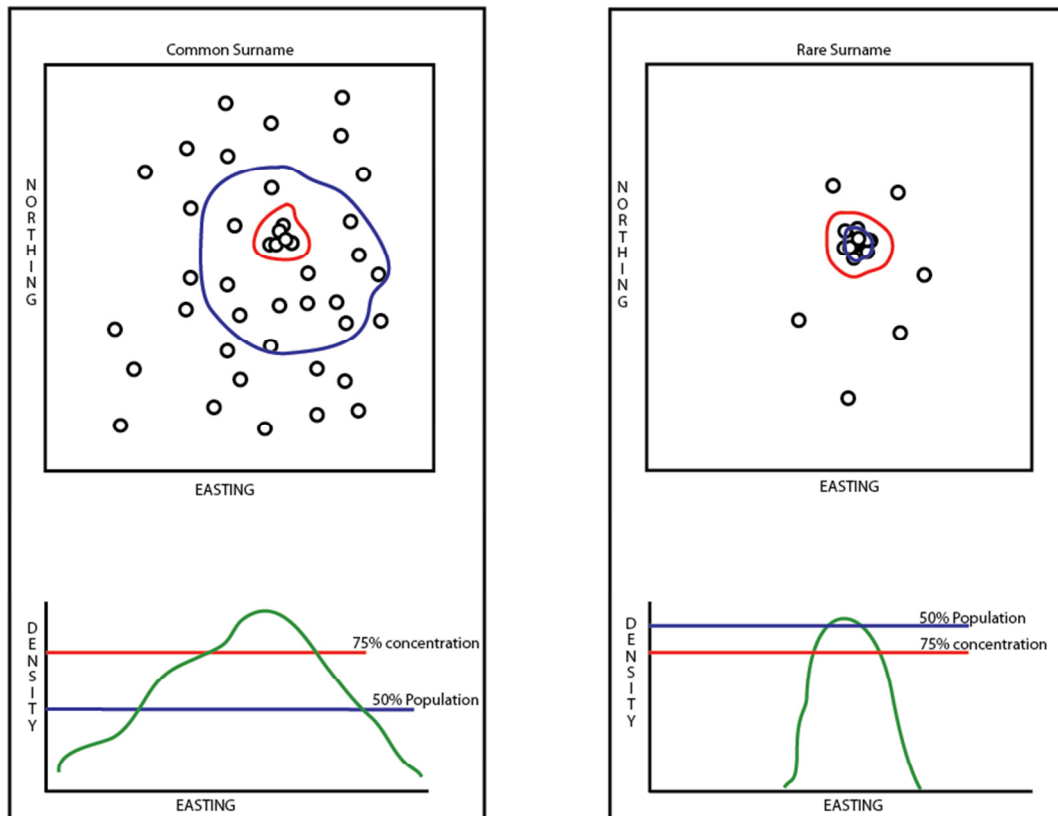 Common Surname
NORTHING
EASTING
DENSITY
75% concentration
50% Population
EASTING
Rare Surname
NORTHING
EASTING
DENSITY
50% Population
75% concentration
EASTING